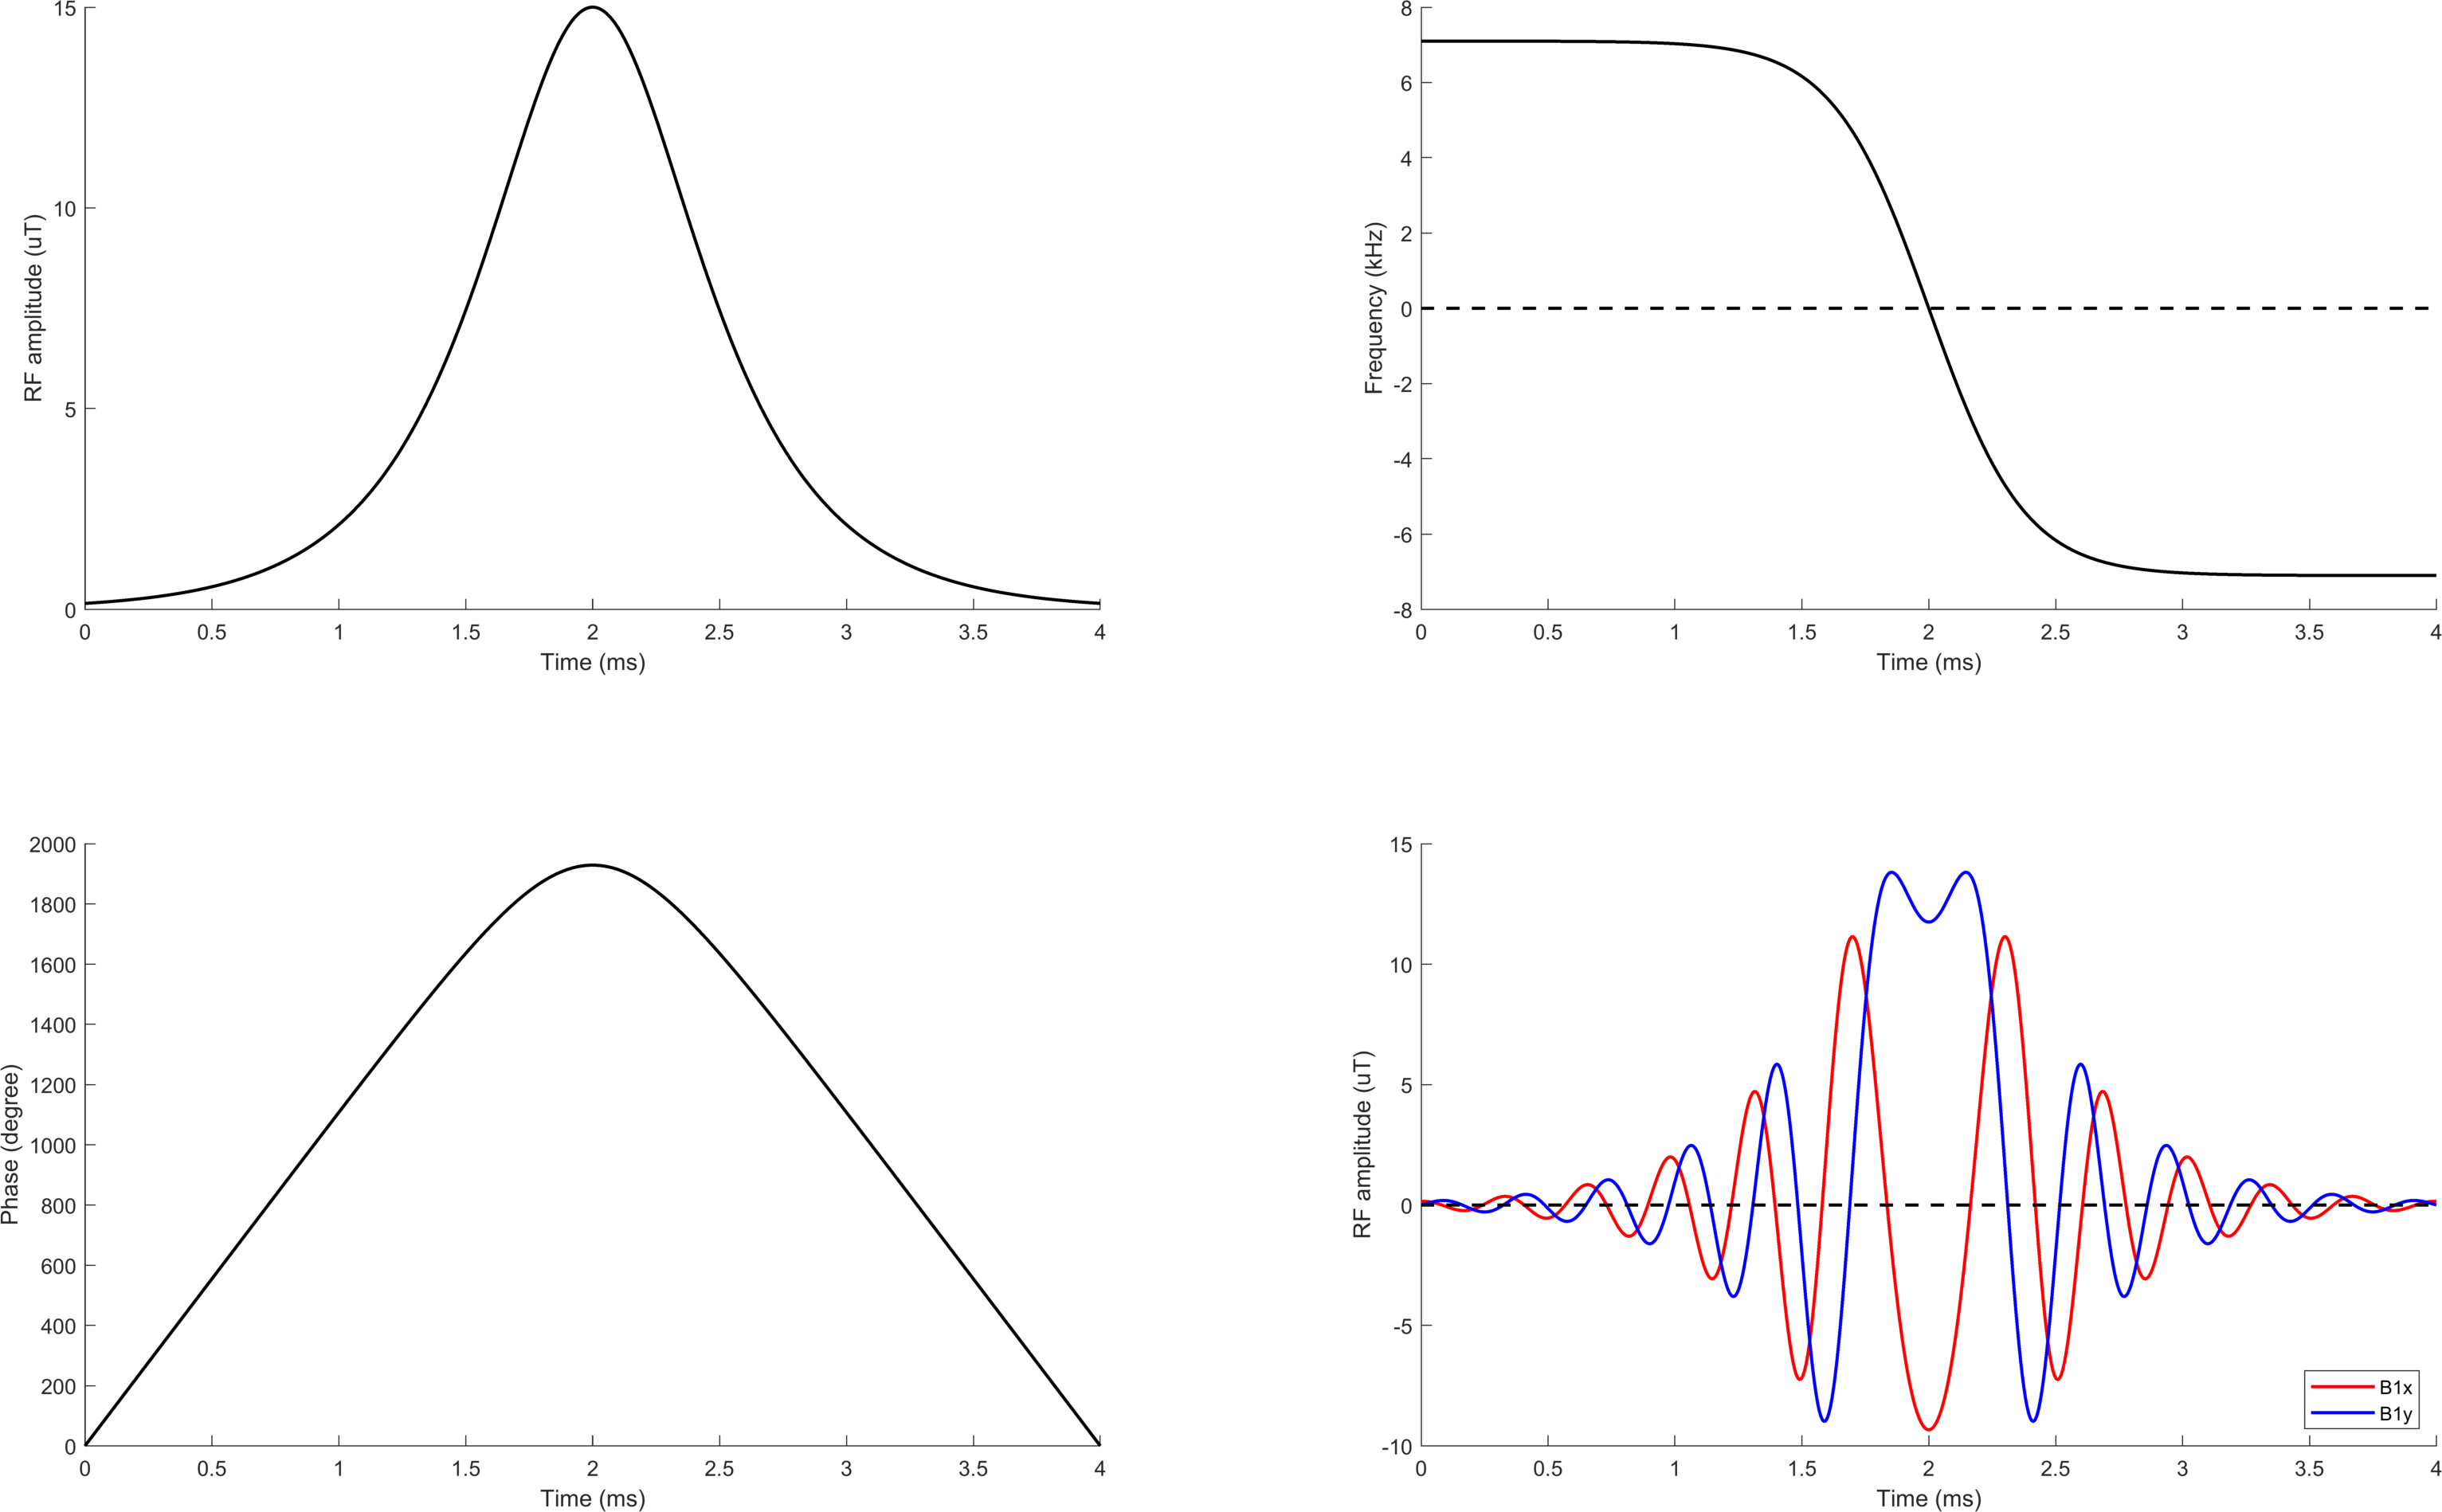 15
10
5
0
RF amplitude (uT)
0 0.5 1 1.5 2 2.5 3 3.5 4
Time (ms)
8
6
4
2
0
-2
-4
-6
-8
Frequency (kHz)
0 0.5 1 1.5 2 2.5 3 3.5 4
Time (ms)
2000
1800
1600
1400
1200
1000
800
600
400
200
0
Phase (degree)
0 0.5 1 1.5 2 2.5 3 3.5 4
Time (ms)
15
10
5
0
-5
-10
RF amplitude (uT)
B1x
B1y
0 0.5 1 1.5 2 2.5 3 3.5 4
Time (ms)